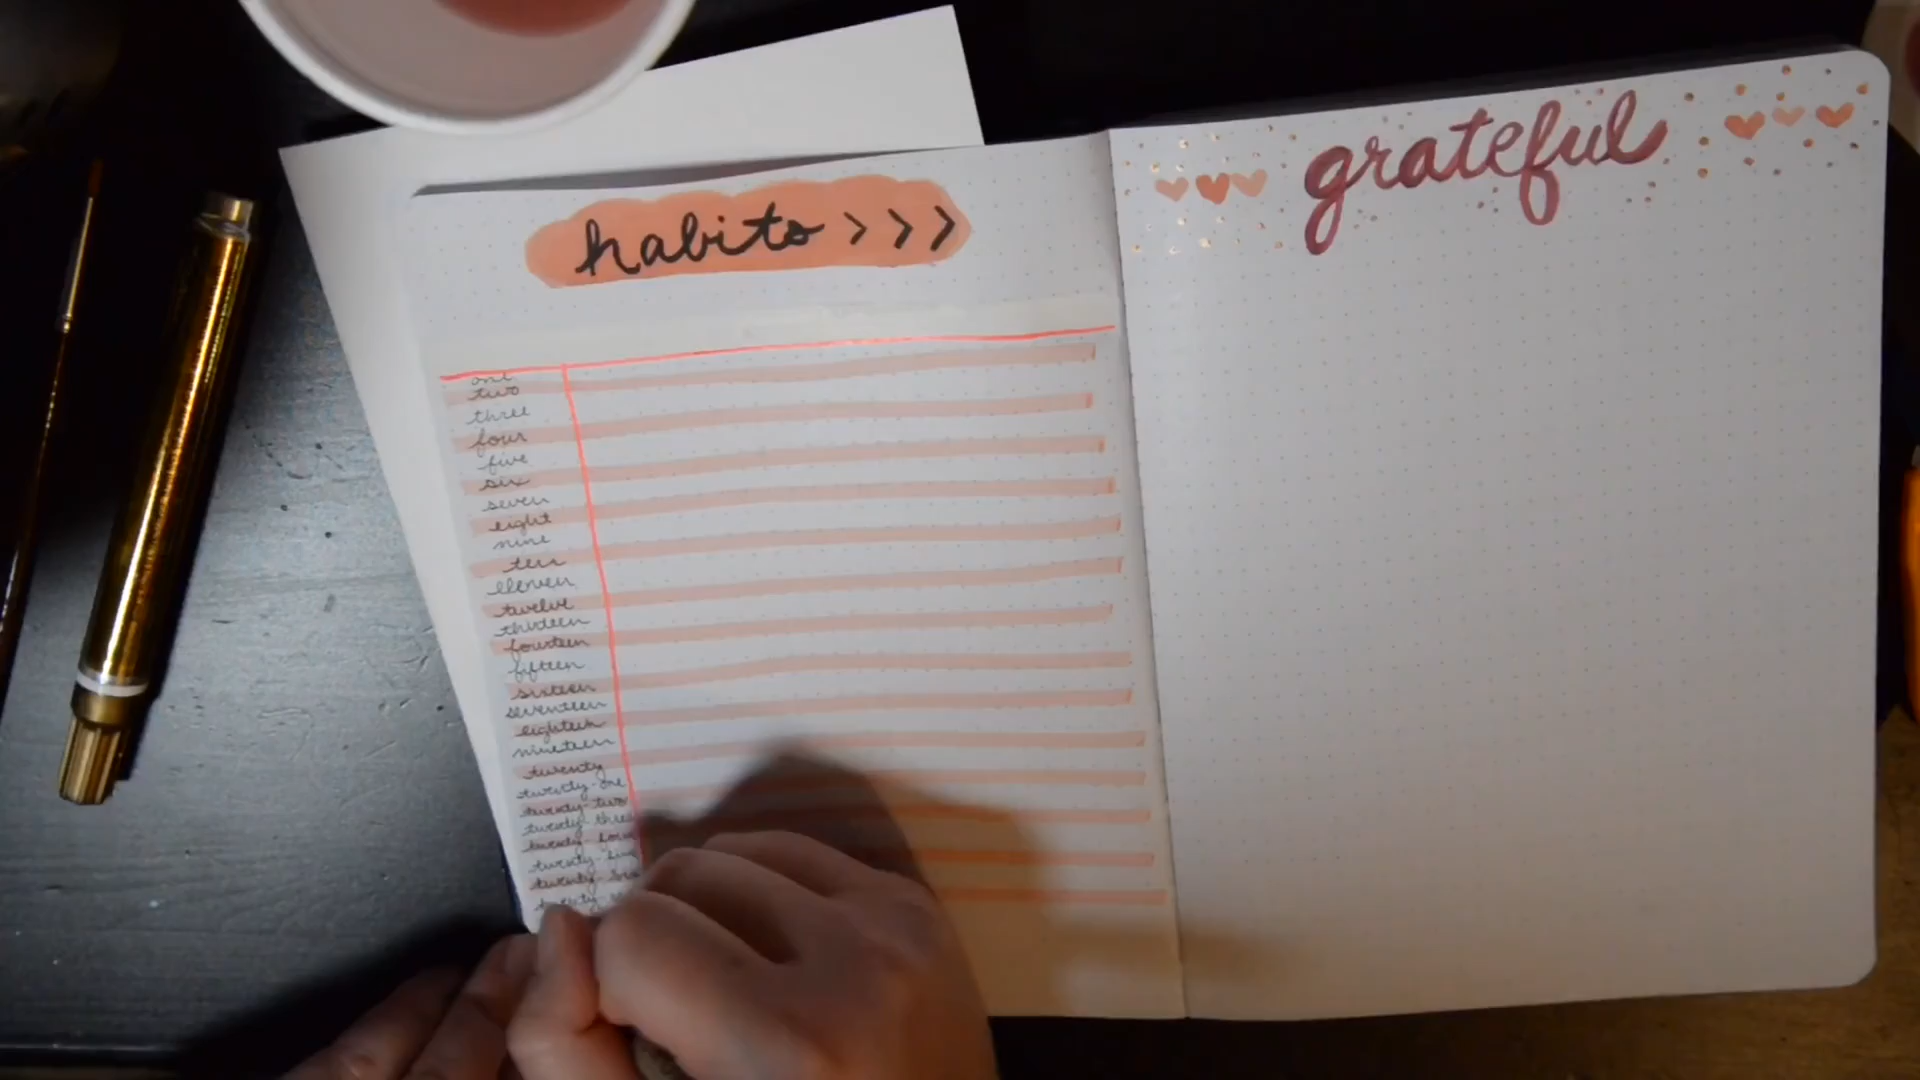 habits >>>
one
two
three
four
five
six
seven
eight
nine
ten
eleven
twelve
thirteen
fourteen
fifteen
sixteen
seventeen
eighteen
nineteen
twenty
twenty-one
twenty-two
twenty-three
twenty-four
grateful